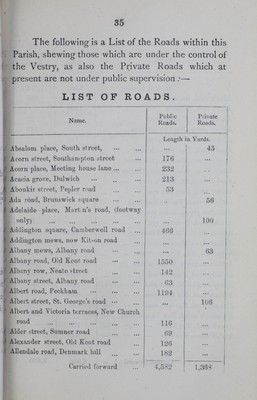 35
The following is a List of the Roads within this
Parish, shewing those which are under the control of
the Vestry, as also the Private Roads which at
present are not under public supervision :—
LIST OF ROADS.
Name. Public Roads. Private Roads.
Length in Yards.
Absalom place, South street, ... ... ... 43
Acorn street, Southampton street 176 ...
Acorn place, Meeting house lane ... 232 ...
Acacia grove, Dulwich ... ... 213 ...
Aboukir street, Peplor road ... 53 ...
Ada road, Brunswick square ... ... 56
Adelaide place, Mart n's road, (footway
only) ... ... ... ... ... 100
Addington square, Camberwell road 466 ...
Addington mews, now Kitson road ... ...
Albany mews, Albany road ... ... 63
Albany road, Old Kent road ... 1550 ...
Albany row, Neate street ... 142 ...
Albany street, Albany road ... 63 ...
Albert road, Peckham ... ... 1194 ...
Albert street, St. George's road ... ... 106
Albert and Victoria terraces, New Church
road ... ... ... ... 116 ...
Alder street, Sumner road ... 69 ...
Alexander street, Old Kent road 126 ...
Allendale road, Denmark hill ... 182 ...
Carried forward ... 4,582 1,368